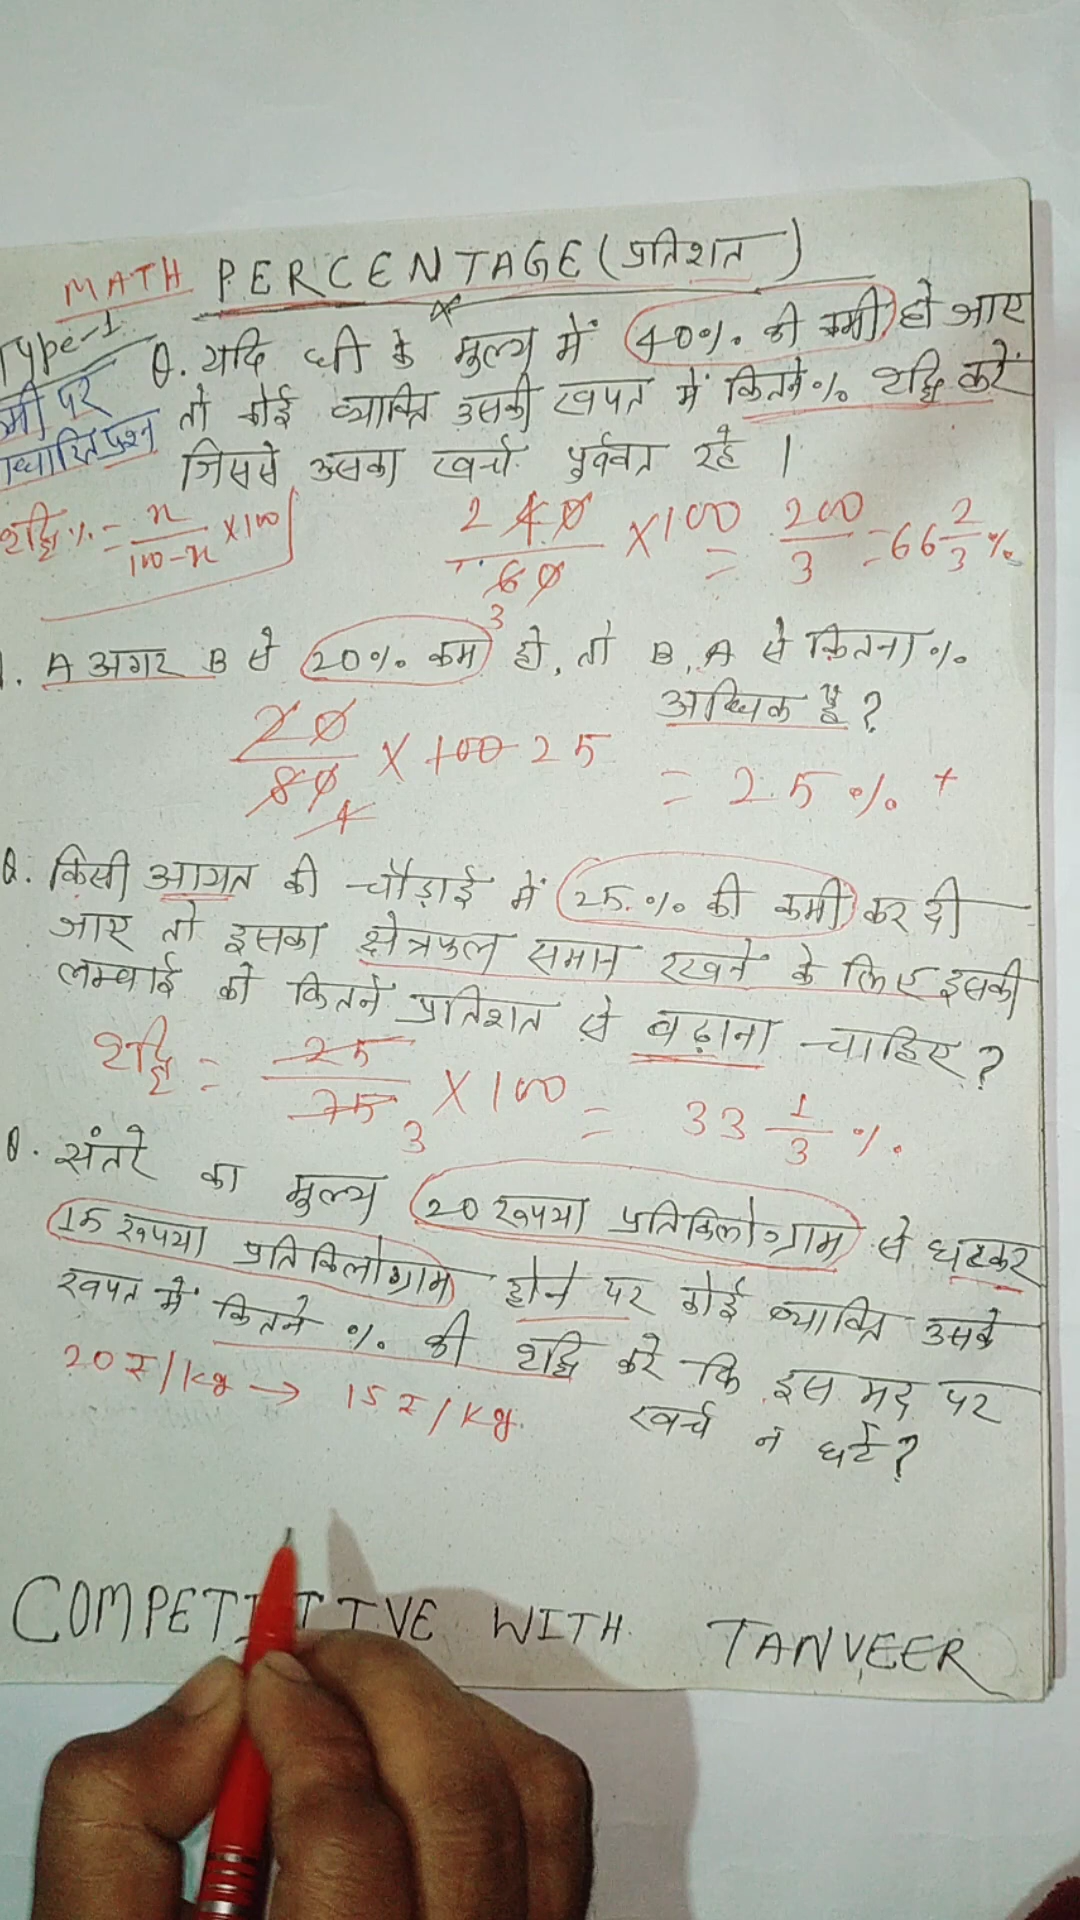 MATH PERCENTAGE (प्रतिशत)
Type-1
Q. यदि घी के मुल्य में 40% की कमी हो जाए
तो कोई व्यक्ति उसकी खपत में कितने % वृद्धि करें
जिससे उसका खर्च पूर्ववत रहे ।
मी पर
धारित प्रश्न
वृद्धि % = x/100-x ×100
40/60 × 100 = 200/3 = 66 2/3 %
A अगर B से 20% कम हो, तो B, A से कितना %
अधिक है ?
20/80 × 100 25 = 25% +
Q. किसी आयत की चौड़ाई में 25% की कमी कर दी
जाए तो इसका क्षेत्रफल समान रखने के लिए इसकी
लम्बाई को कितने प्रतिशत से बढ़ाना चाहिए ?
वृद्धि = 25/75 3 × 100 = 33 1/3 %.
Q. संतरे का मुल्य 20 रूपया प्रतिकिलोग्राम से घटकर
15 रूपया प्रतिकिलोग्राम होने पर कोई व्यक्ति उसके
खपत में कितने % की वृद्धि करे कि इस मद पर
खर्च न घटे ?
20 ₹/kg → 15 ₹/kg.
COMPETITIVE WITH TANVEER